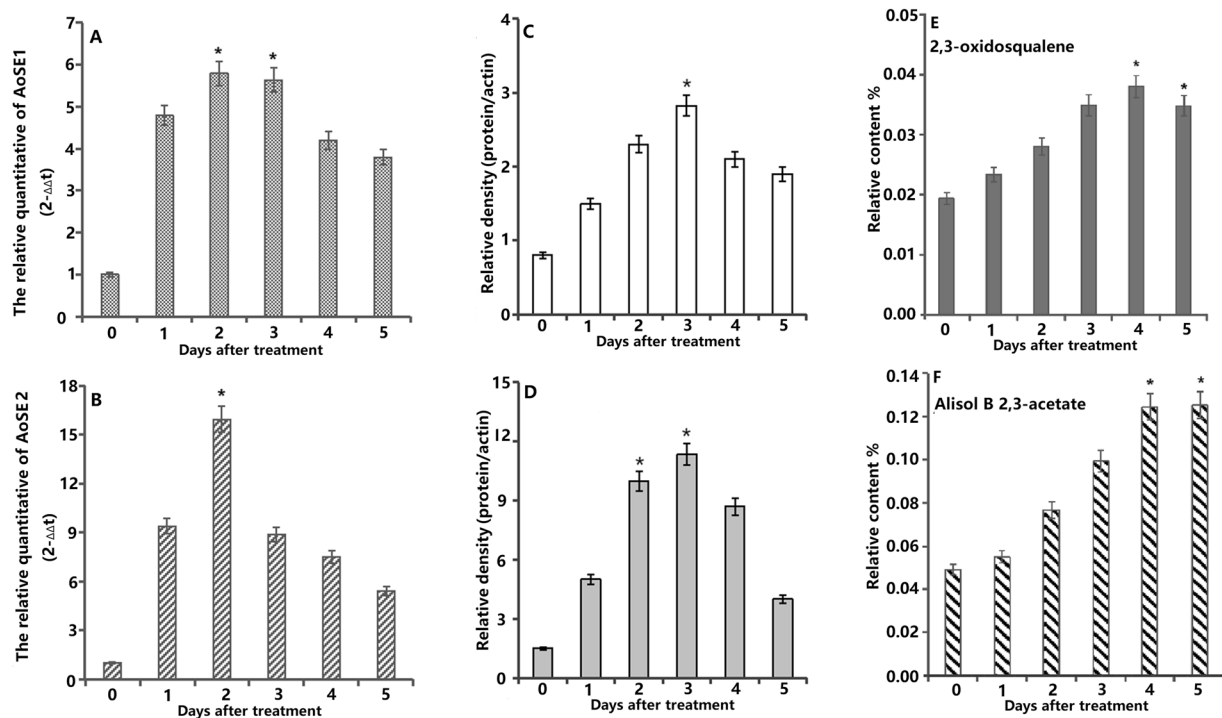 A
The relative quantitative of AoSE1
(2-ΔΔt)
7
6
5
4
3
2
1
0
* *
0 1 2 3 4 5
Days after treatment
C
Relative density (protein/actin)
4
3
2
1
0
*
0 1 2 3 4 5
Days after treatment
E
2,3-oxidosqualene
Relative content %
0.05
0.04
0.03
0.02
0.01
0.00
* *
0 1 2 3 4 5
Days after treatment
B
The relative quantitative of AoSE2
(2-ΔΔt)
18
15
12
9
6
3
0
*
0 1 2 3 4 5
Days after treatment
D
Relative density (protein/actin)
15
12
9
6
3
0
* *
0 1 2 3 4 5
Days after treatment
F
Alisol B 2,3-acetate
Relative content %
0.14
0.12
0.10
0.08
0.06
0.04
0.02
0.00
* *
0 1 2 3 4 5
Days after treatment